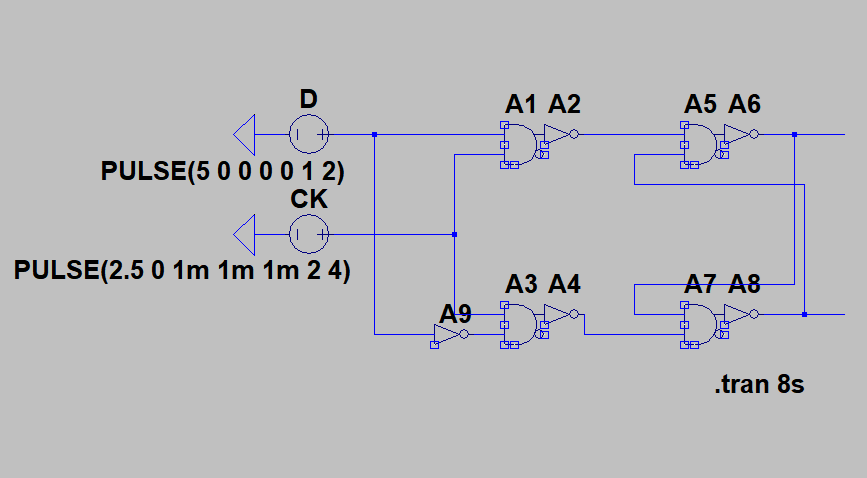 D
A1 A2
A5 A6
PULSE(5 0 0 0 0 1 2)
CK
PULSE(2.5 0 1m 1m 1m 2 4)
A3 A4
A7 A8
A9
.tran 8s